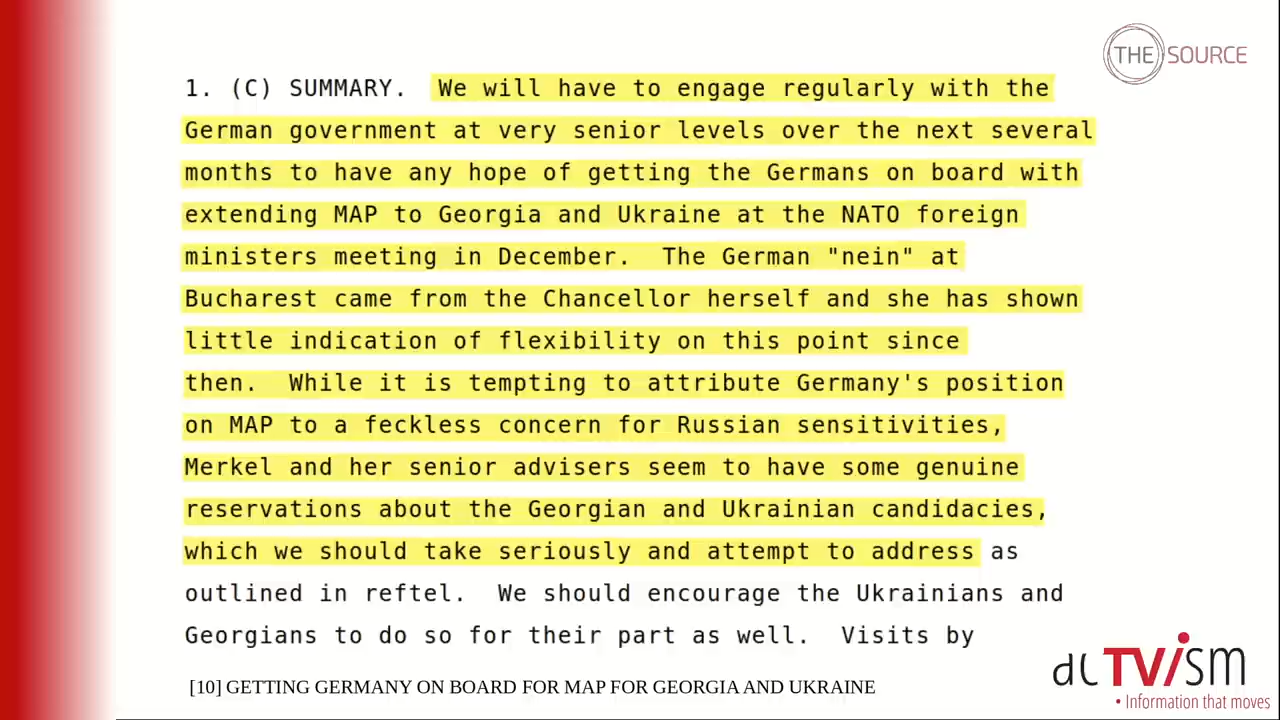 THE SOURCE
1. (C) SUMMARY.  We will have to engage regularly with the
German government at very senior levels over the next several
months to have any hope of getting the Germans on board with
extending MAP to Georgia and Ukraine at the NATO foreign
ministers meeting in December.  The German "nein" at
Bucharest came from the Chancellor herself and she has shown
little indication of flexibility on this point since
then.  While it is tempting to attribute Germany's position
on MAP to a feckless concern for Russian sensitivities,
Merkel and her senior advisers seem to have some genuine
reservations about the Georgian and Ukrainian candidacies,
which we should take seriously and attempt to address as
outlined in reftel.  We should encourage the Ukrainians and
Georgians to do so for their part as well.  Visits by
[10] GETTING GERMANY ON BOARD FOR MAP FOR GEORGIA AND UKRAINE
acTVism
• Information that moves